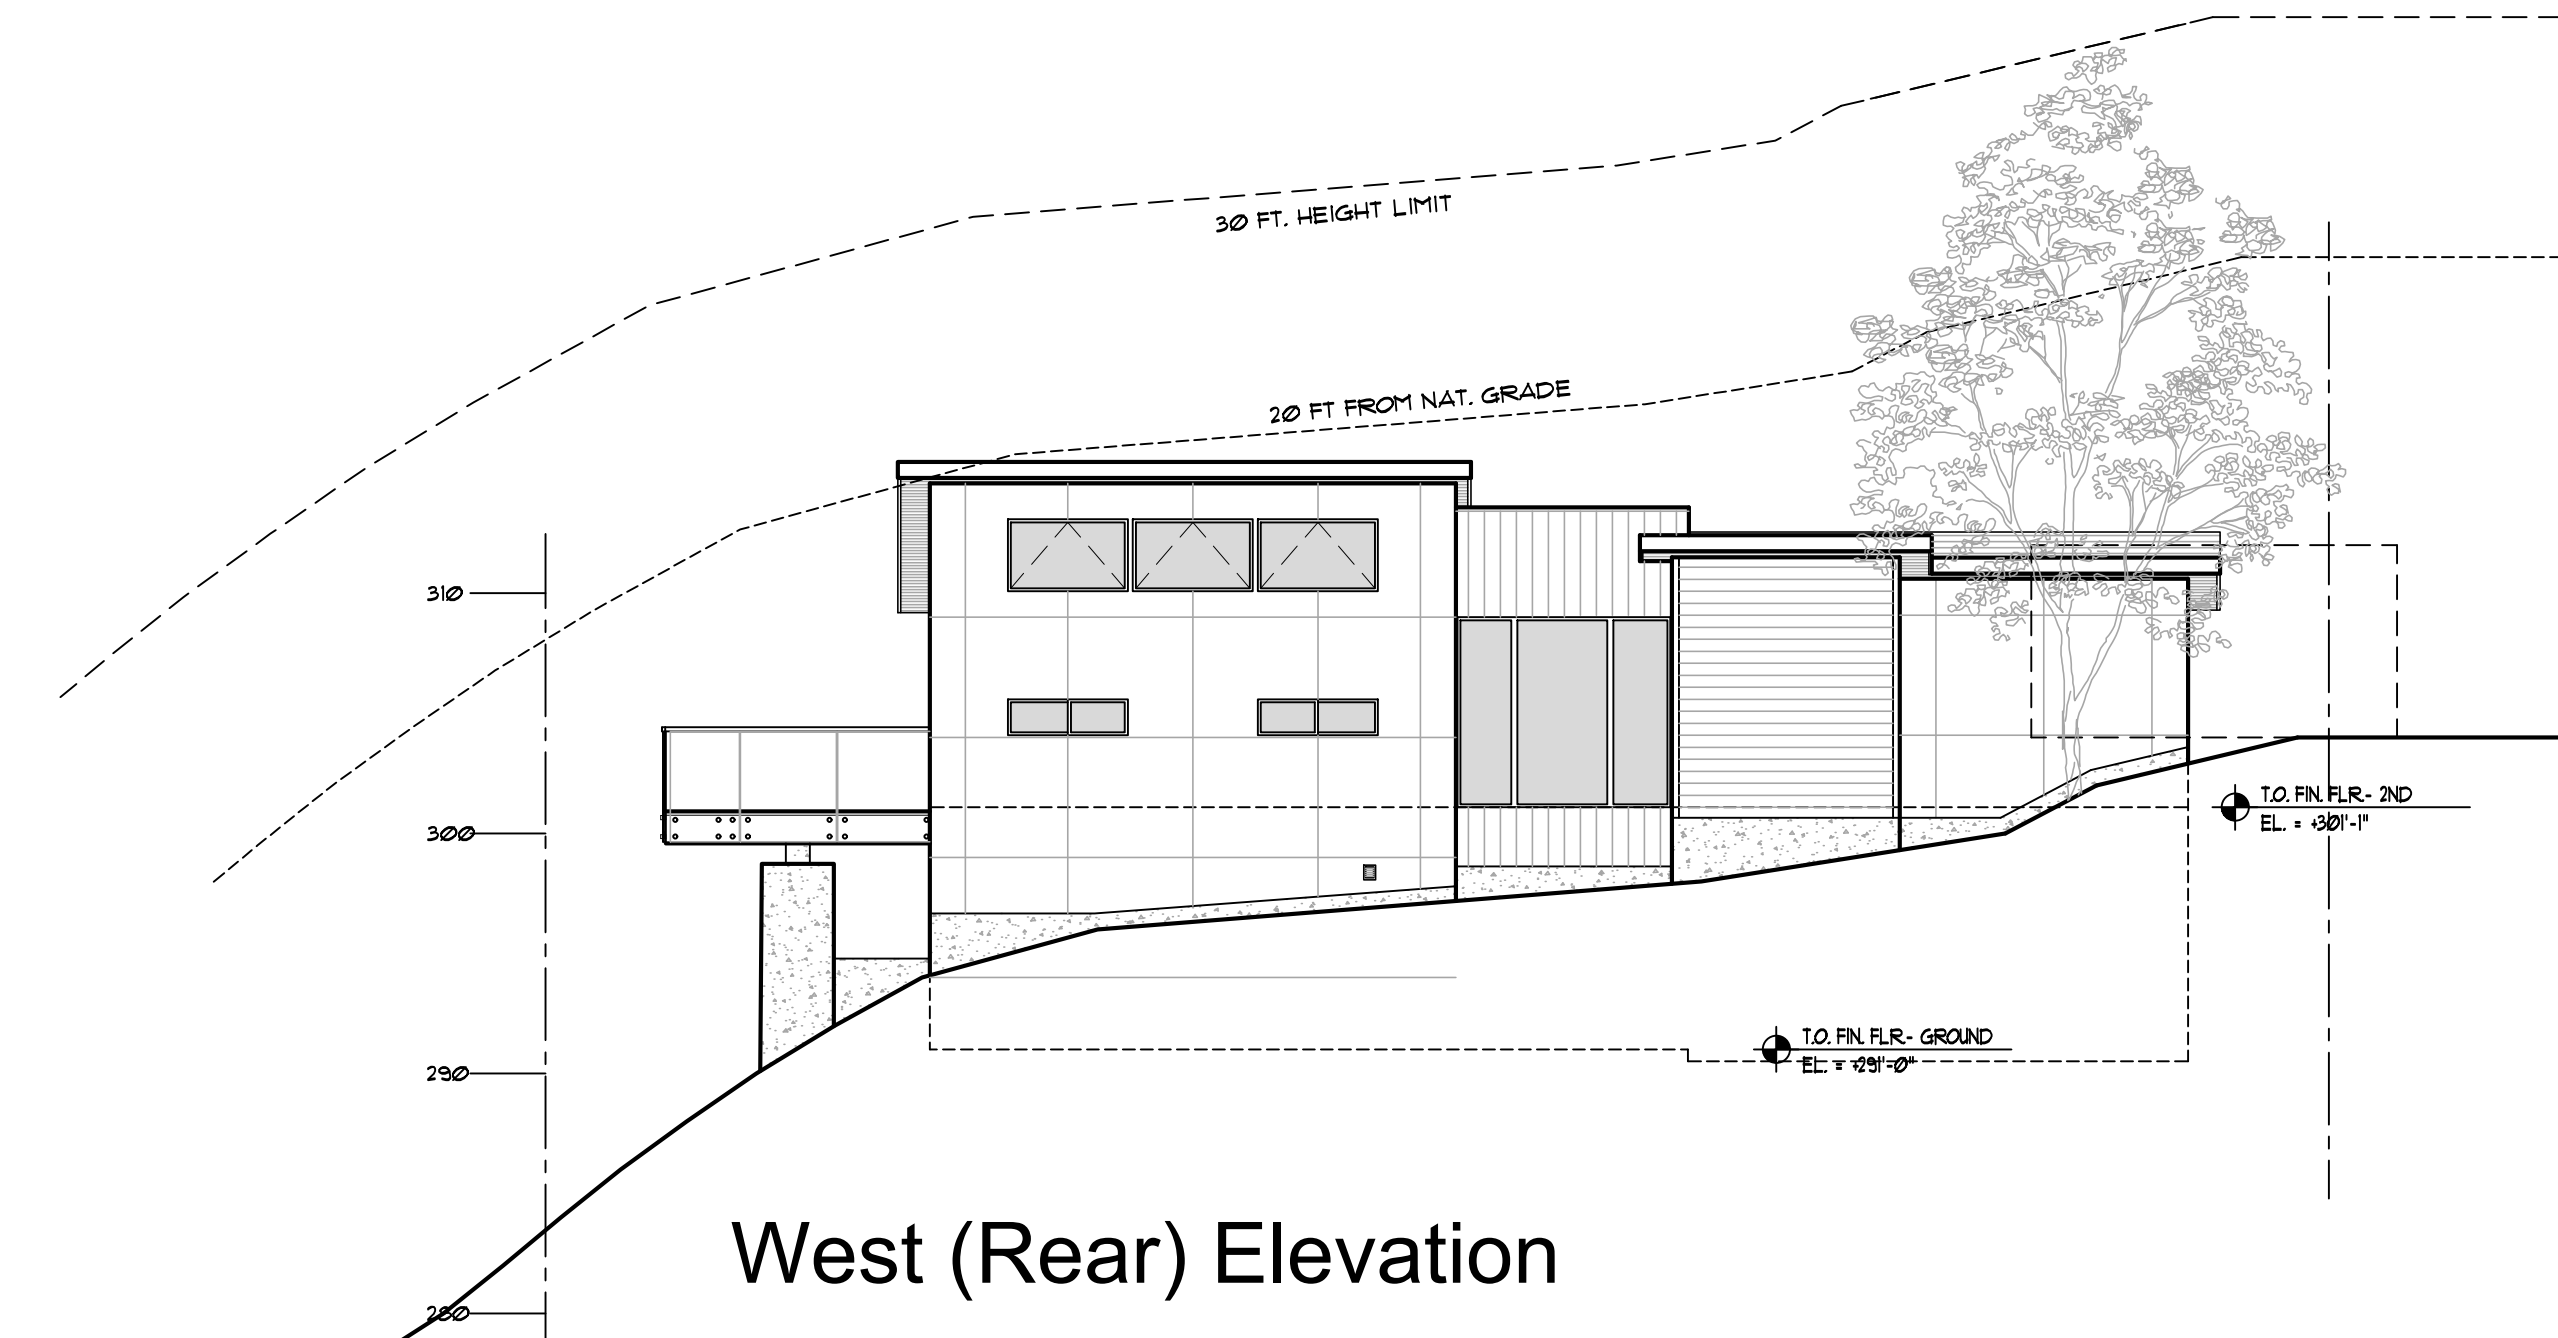 30 FT. HEIGHT LIMIT
20 FT FROM NAT. GRADE
310
300
290
280
T.O. FIN. FLR.- 2ND
EL. = +301'-1"
T.O. FIN. FLR.- GROUND
EL. = +291'-0"
West (Rear) Elevation